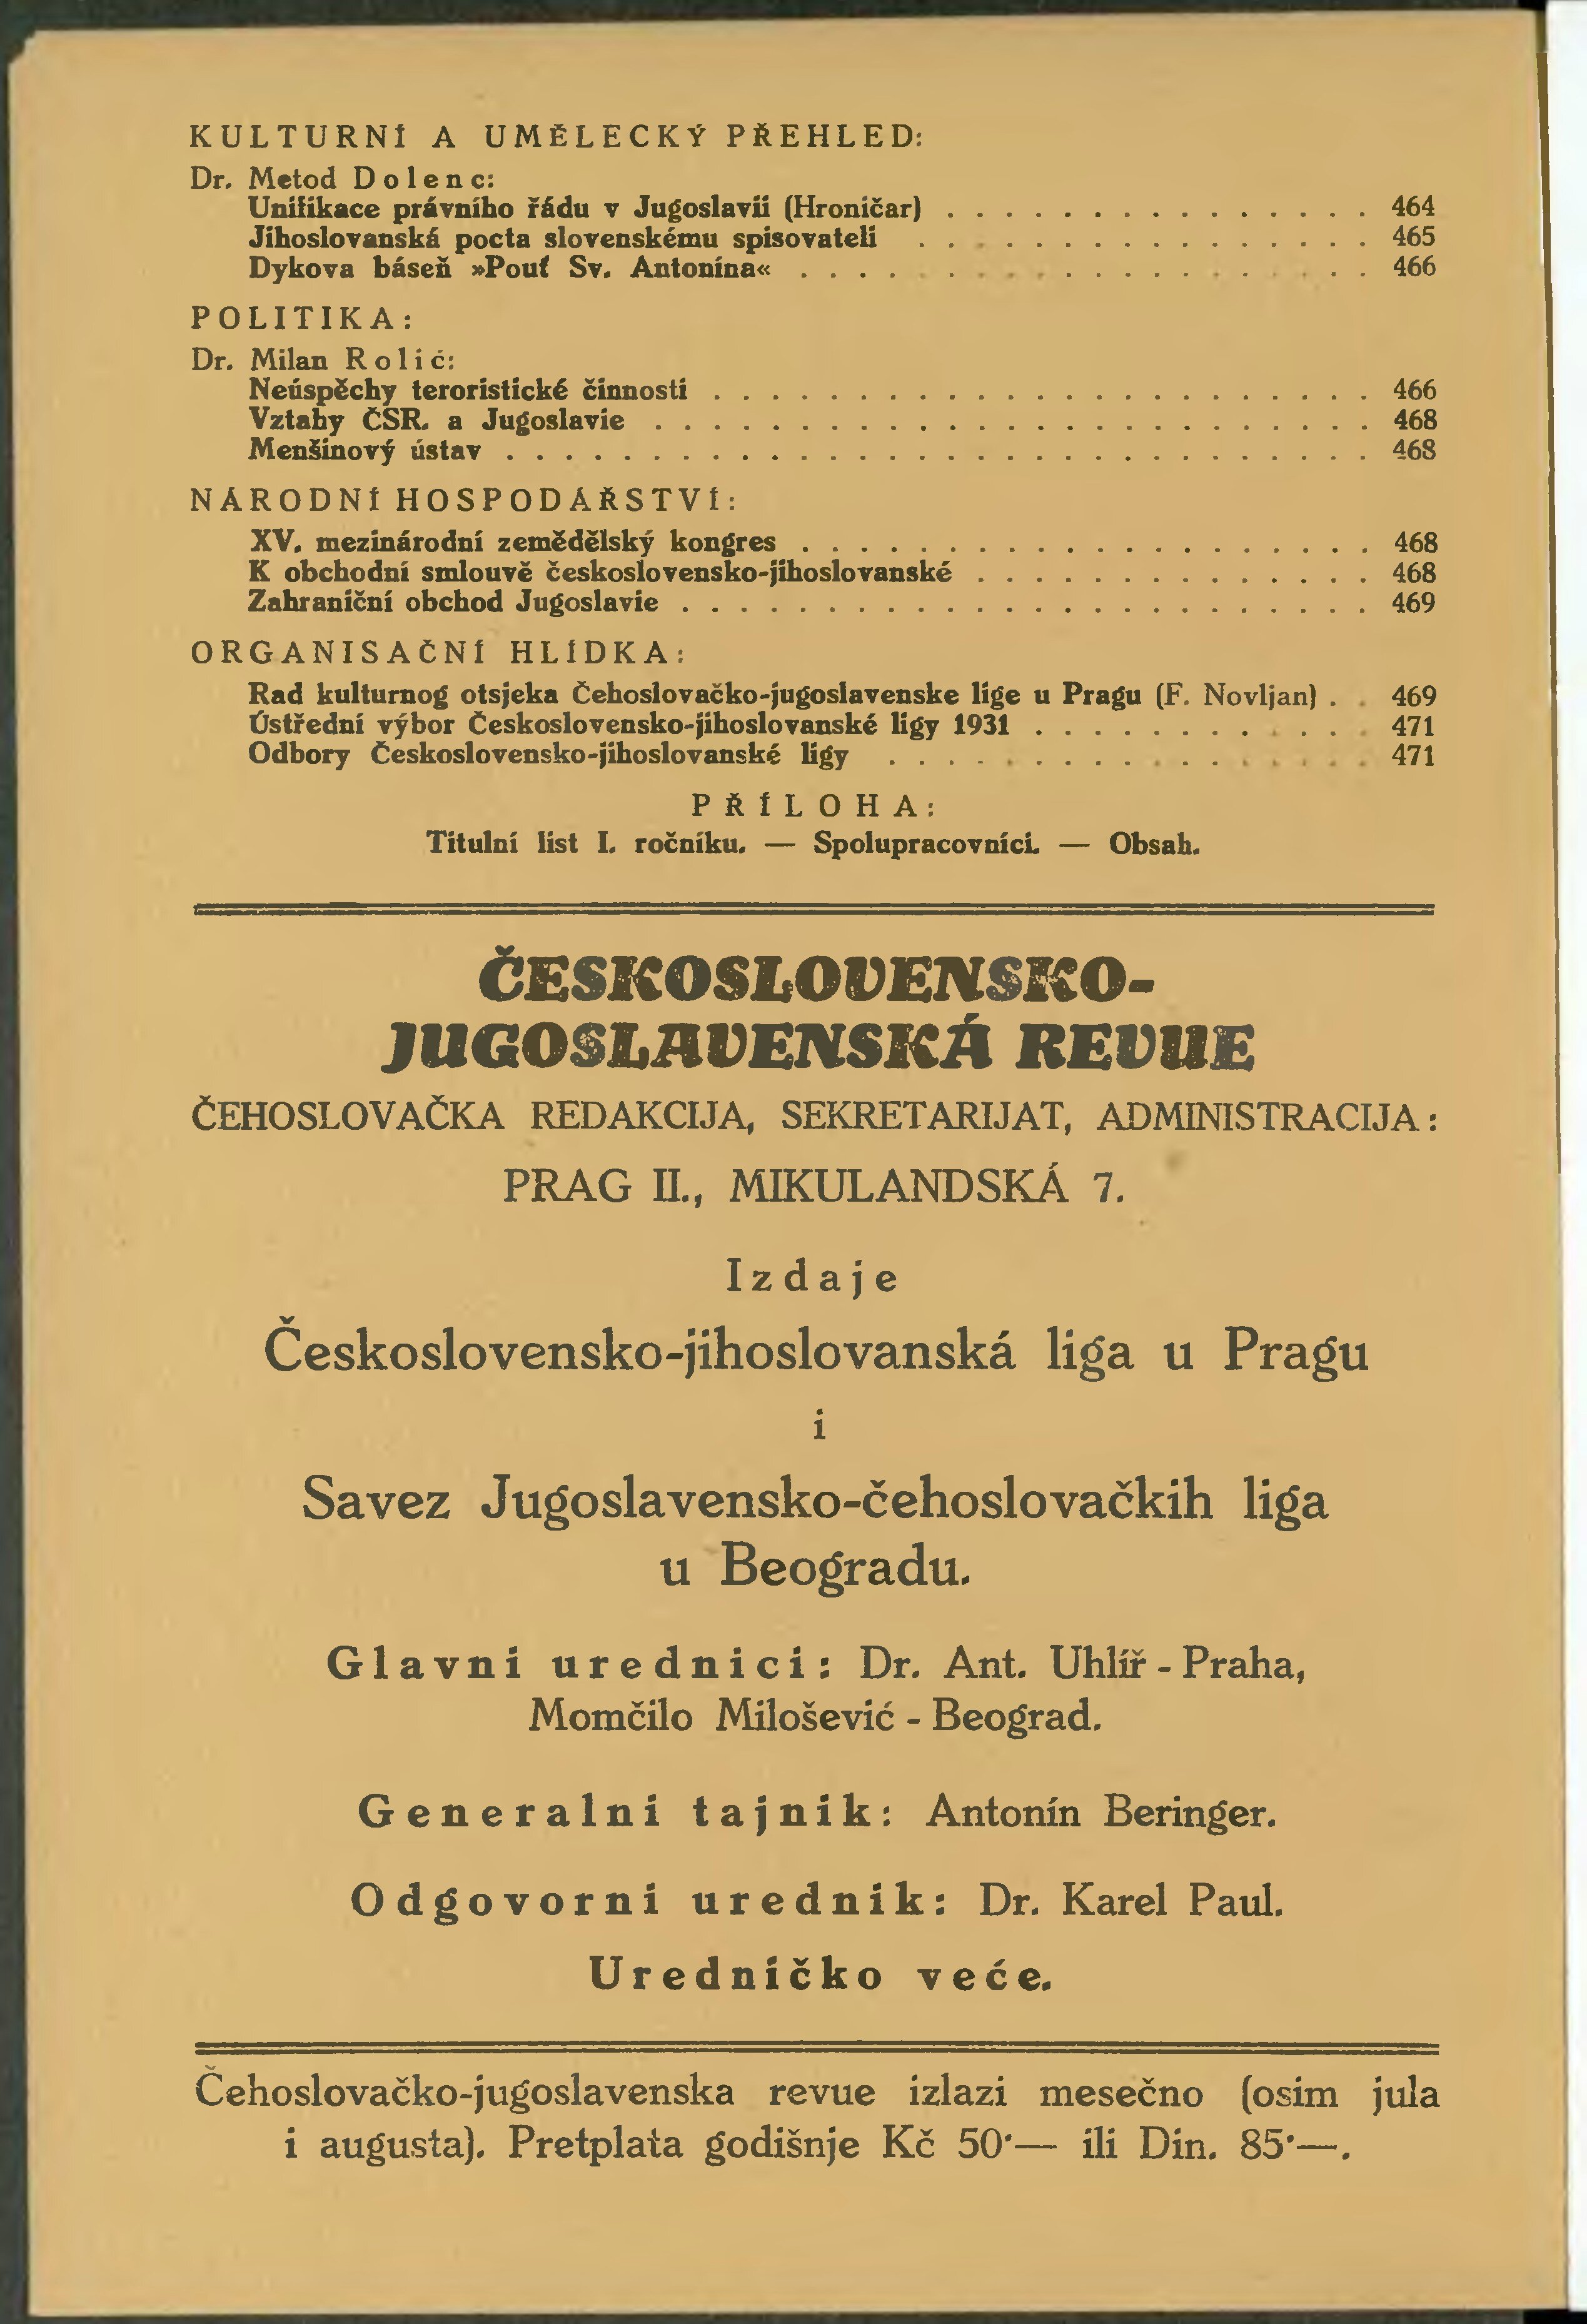 KULTURNÍ A UMĚLECKÝ PŘEHLED:
Dr. Metod Dolenc:
Unifikace právního řádu v Jugoslavii (Hroničar) . . . . . . . . . . . . . . . 464
Jihoslovanská pocta slovenskému spisovateli . . . . . . . . . . . . . . . . 465
Dykova báseň »Pouť Sv. Antonína« . . . . . . . . . . . . . . . . . . . . 466
POLITIKA:
Dr. Milan Rolić:
Neúspěchy teroristické činnosti . . . . . . . . . . . . . . . . . . . . . . . 466
Vztahy ČSR. a Jugoslavie . . . . . . . . . . . . . . . . . . . . . . . . . 468
Menšinový ústav . . . . . . . . . . . . . . . . . . . . . . . . . . . . . . 468
NÁRODNÍ HOSPODÁŘSTVÍ:
XV. mezinárodní zemědělský kongres . . . . . . . . . . . . . . . . . . . . 468
K obchodní smlouvě československo-jihoslovanské . . . . . . . . . . . . . . 468
Zahraniční obchod Jugoslavie . . . . . . . . . . . . . . . . . . . . . . . . 469
ORGANISAČNÍ HLÍDKA:
Rad kulturnog otsjeka Čehoslovačko-jugoslavenske lige u Pragu (F. Novljan) . . 469
Ústřední výbor Československo-jihoslovanské ligy 1931 . . . . . . . . . . . . 471
Odbory Československo-jihoslovanské ligy . . . . . . . . . . . . . . . . . 471
PŘÍLOHA:
Titulní list I. ročníku. — Spolupracovníci. — Obsah.
ČESKOSLOVENSKO-
JUGOSLAVENSKÁ REVUE
ČEHOSLOVAČKA REDAKCIJA, SEKRETARIJAT, ADMINISTRACIJA:
PRAG II., MIKULANDSKÁ 7.
Izdaje
Československo-jihoslovanská liga u Pragu
i
Savez Jugoslavensko-čehoslovačkih liga
u Beogradu.
Glavni urednici: Dr. Ant. Uhlíř - Praha,
Momčilo Milošević - Beograd.
Generalni tajnik: Antonín Beringer.
Odgovorni urednik: Dr. Karel Paul.
Uredničko veće.
Čehoslovačko-jugoslavenska revue izlazi mesečno (osim jula
i augusta). Pretplata godišnje Kč 50·— ili Din. 85·—.